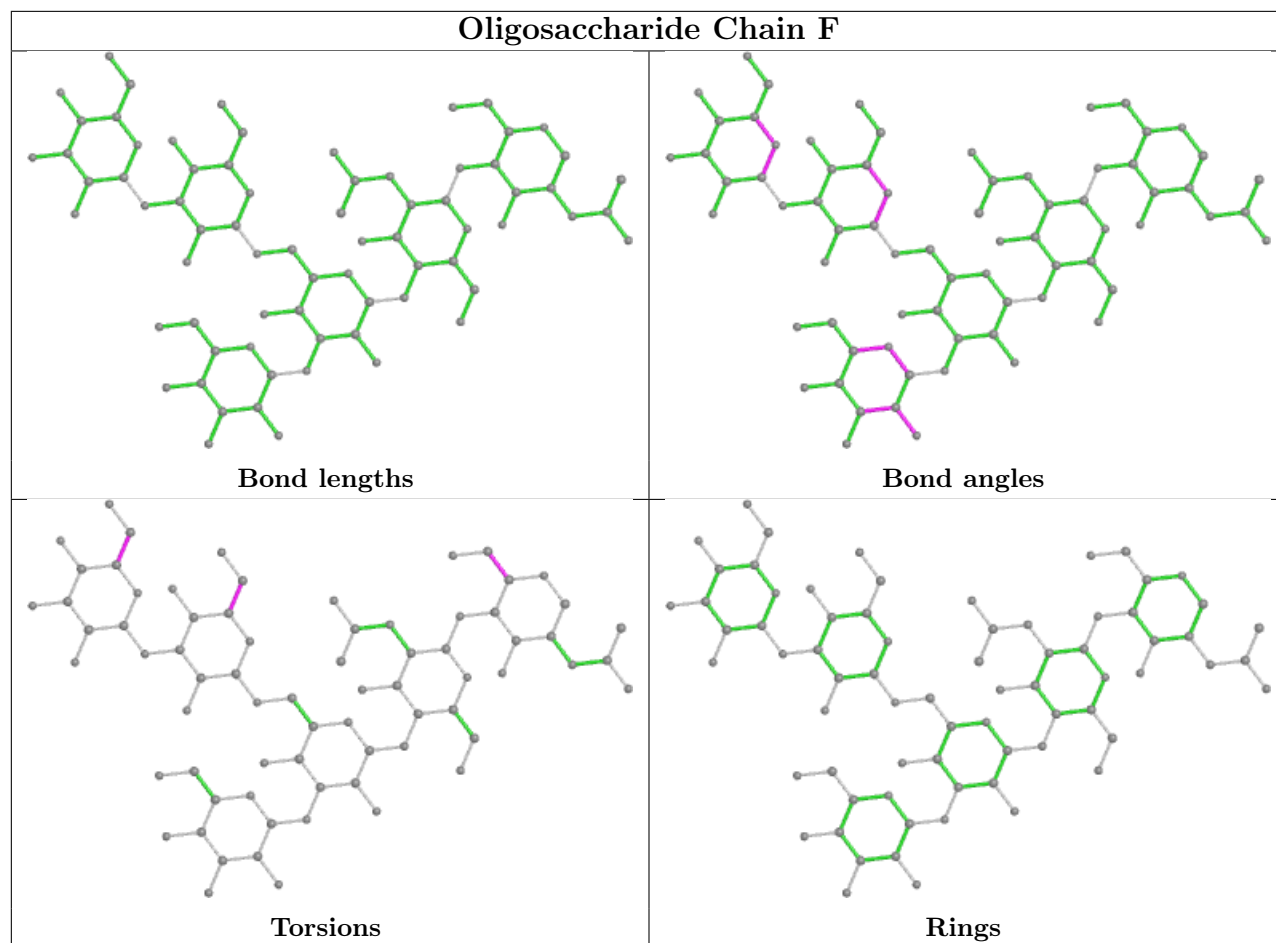 Oligosaccharide Chain F
Bond lengths
Bond angles
Torsions
Rings